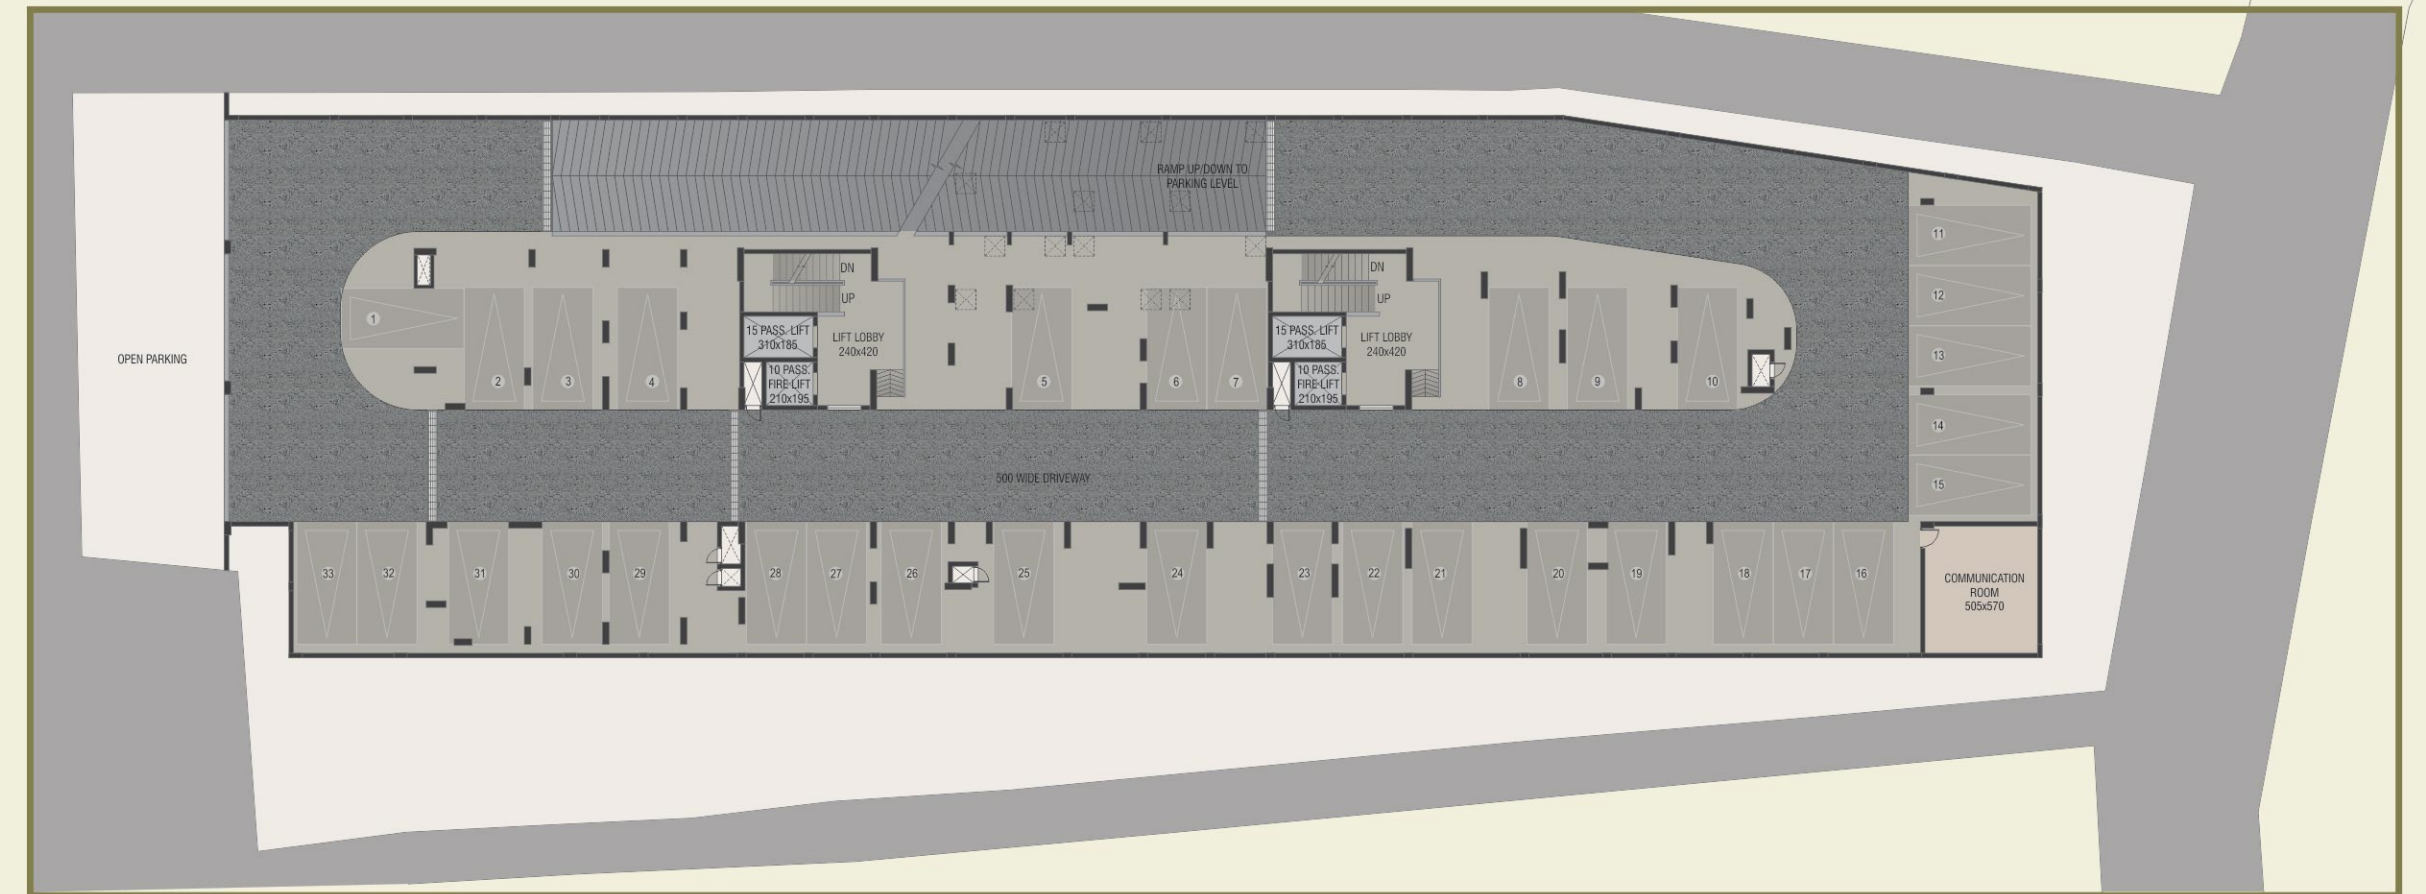 RAMP UP/DOWN TO
PARKING LEVEL
11
12
13
14
15
OPEN PARKING
1
2
3
4
DN
UP
15 PASS. LIFT
310x185
LIFT LOBBY
240x420
10 PASS.
FIRE LIFT
210x195
5
6
7
DN
UP
15 PASS. LIFT
310x185
LIFT LOBBY
240x420
10 PASS.
FIRE LIFT
210x195
8
9
10
500 WIDE DRIVEWAY
33
32
31
30
29
28
27
26
25
24
23
22
21
20
19
18
17
16
COMMUNICATION
ROOM
505x570